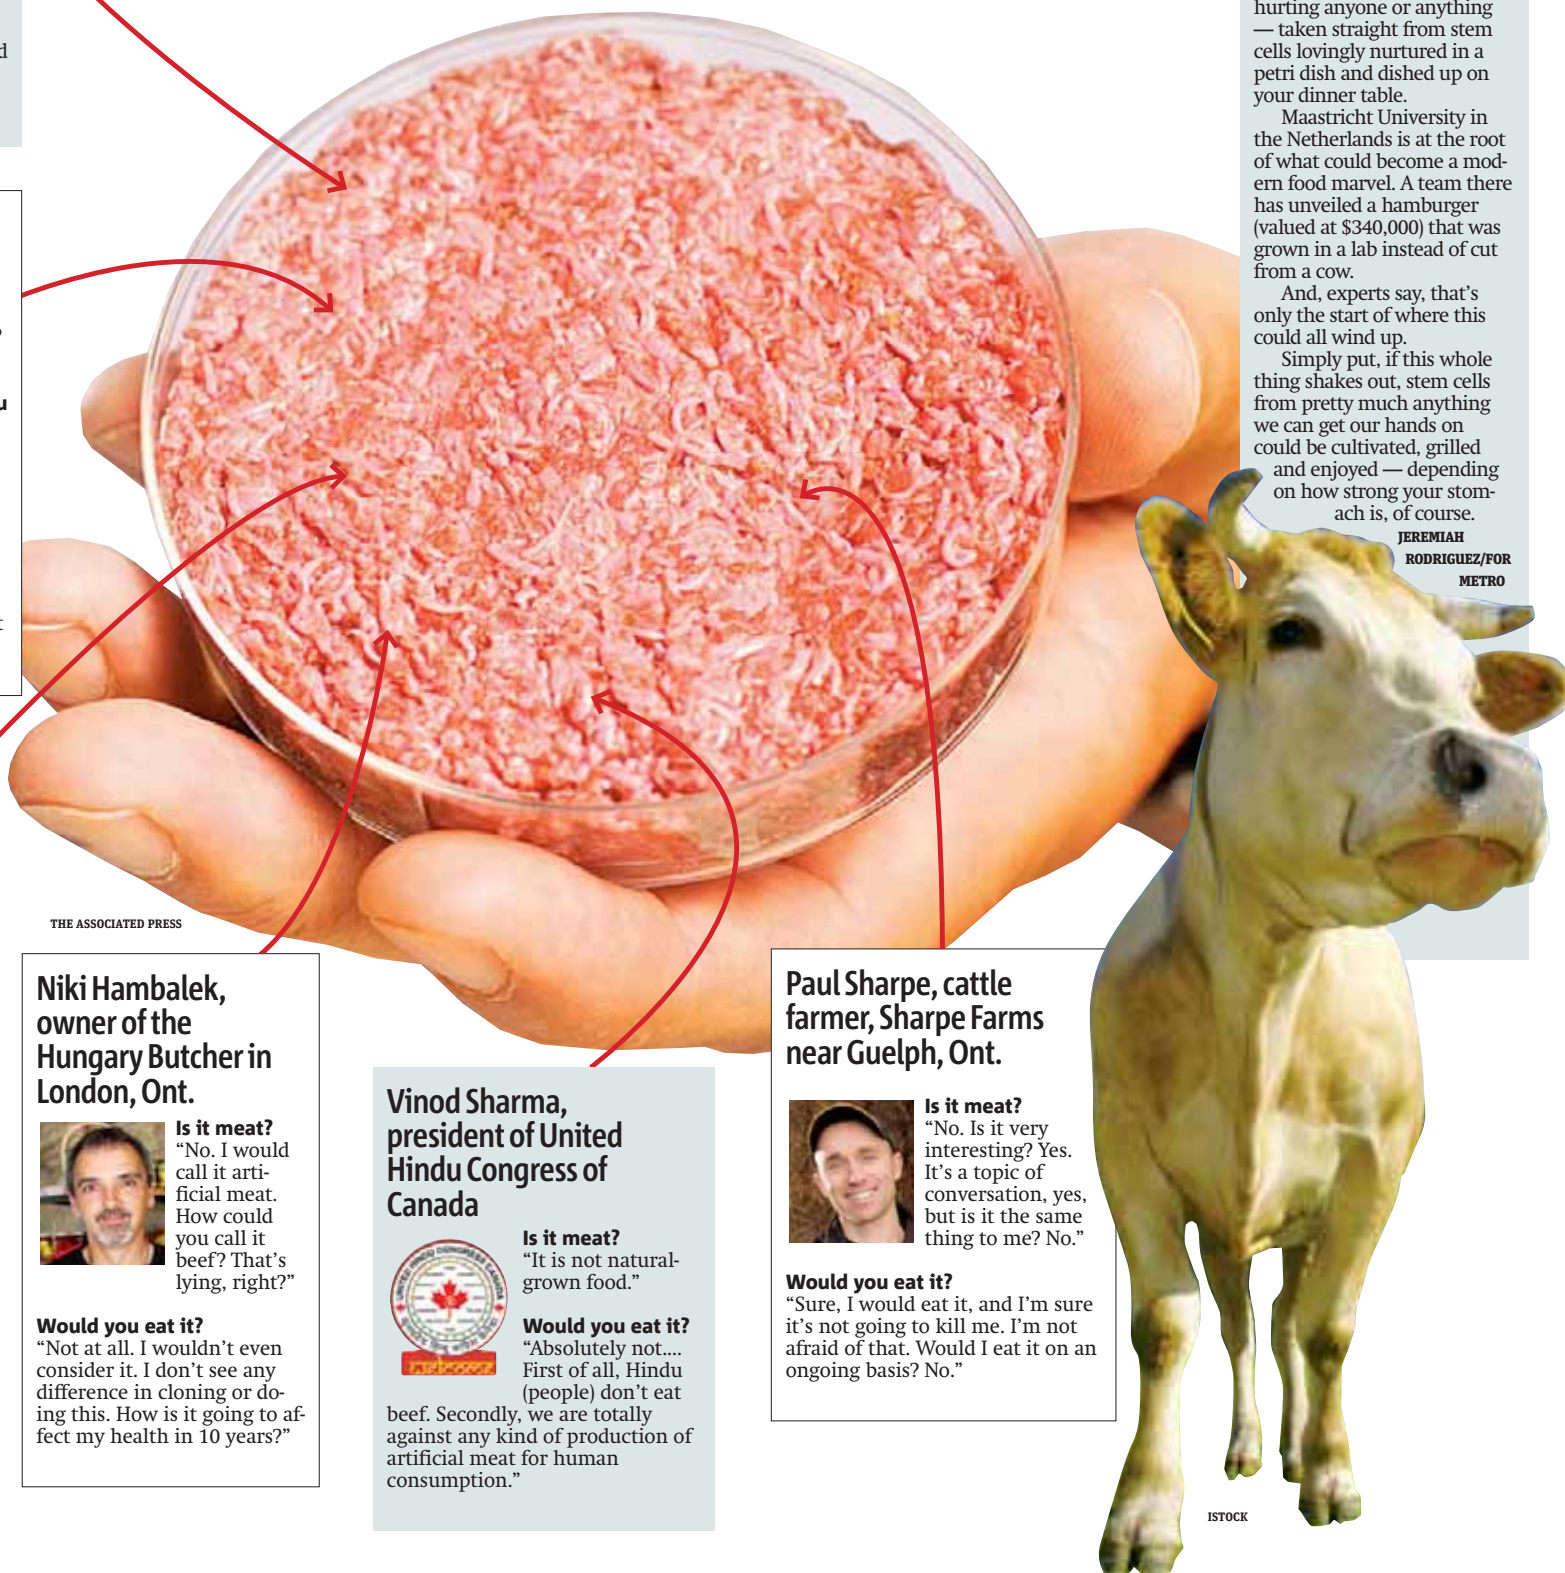 hurting anyone or anything
— taken straight from stem
cells lovingly nurtured in a
petri dish and dished up on
your dinner table.
Maastricht University in
the Netherlands is at the root
of what could become a mod-
ern food marvel. A team there
has unveiled a hamburger
(valued at $340,000) that was
grown in a lab instead of cut
from a cow.
And, experts say, that’s
only the start of where this
could all wind up.
Simply put, if this whole
thing shakes out, stem cells
from pretty much anything
we can get our hands on
could be cultivated, grilled
and enjoyed — depending
on how strong your stom-
ach is, of course.
JEREMIAH
RODRIGUEZ/FOR
METRO
THE ASSOCIATED PRESS
Niki Hambalek,
owner of the
Hungary Butcher in
London, Ont.
Is it meat?
“No. I would
call it arti-
ficial meat.
How could
you call it
beef? That’s
lying, right?”
Would you eat it?
“Not at all. I wouldn’t even
consider it. I don’t see any
difference in cloning or do-
ing this. How is it going to af-
fect my health in 10 years?”
Vinod Sharma,
president of United
Hindu Congress of
Canada
UNITED HINDU CONGRESS CANADA
Is it meat?
“It is not natural-
grown food.”
Would you eat it?
“Absolutely not....
First of all, Hindu
(people) don’t eat
beef. Secondly, we are totally
against any kind of production of
artificial meat for human
consumption.”
Paul Sharpe, cattle
farmer, Sharpe Farms
near Guelph, Ont.
Is it meat?
“No. Is it very
interesting? Yes.
It’s a topic of
conversation, yes,
but is it the same
thing to me? No.”
Would you eat it?
“Sure, I would eat it, and I’m sure
it’s not going to kill me. I’m not
afraid of that. Would I eat it on an
ongoing basis? No.”
ISTOCK